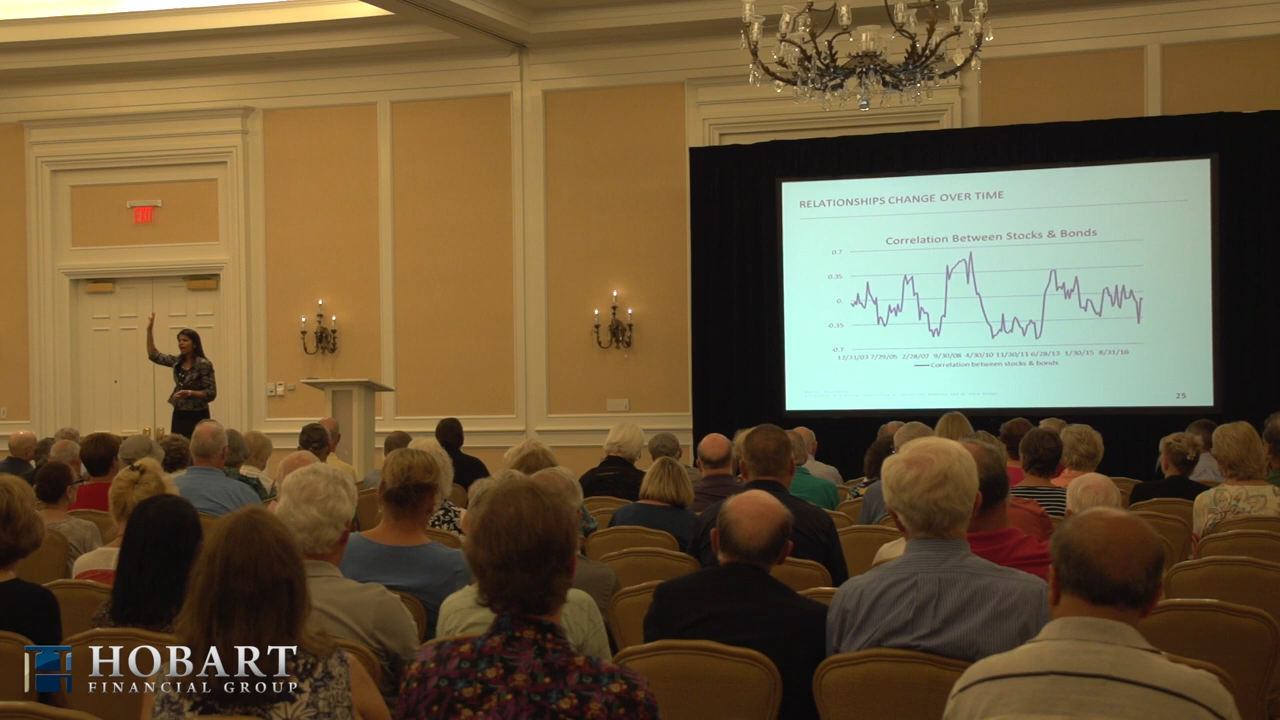 EXIT
RELATIONSHIPS CHANGE OVER TIME
Correlation Between Stocks & Bonds
0.7
0.35
0.
0.35
0.7
12/31/03 7/29/05 2/28/07 9/30/08 4/30/10 11/30/11 6/28/13 1/30/15 8/31/16
Correlation between stocks & bonds
25
HOBART
FINANCIAL GROUP